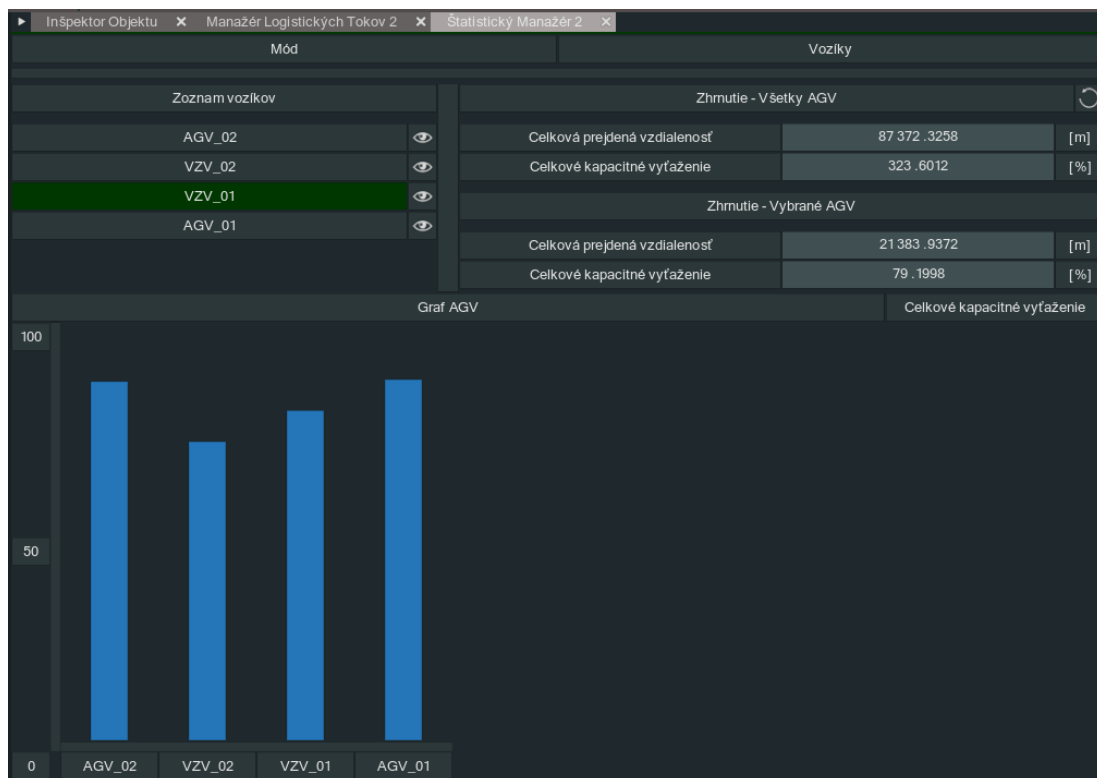 Inšpektor Objektu ✕ Manažér Logistických Tokov 2 ✕ Štatistický Manažér 2 ✕
Mód Vozíky
Zoznam vozíkov
AGV_02
VZV_02
VZV_01
AGV_01
Zhrnutie - Všetky AGV
Celková prejdená vzdialenosť 87 372 .3258 [m]
Celkové kapacitné vyťaženie 323 .6012 [%]
Zhrnutie - Vybrané AGV
Celková prejdená vzdialenosť 21 383 .9372 [m]
Celkové kapacitné vyťaženie 79 .1998 [%]
Graf AGV Celkové kapacitné vyťaženie
100
50
0 AGV_02 VZV_02 VZV_01 AGV_01